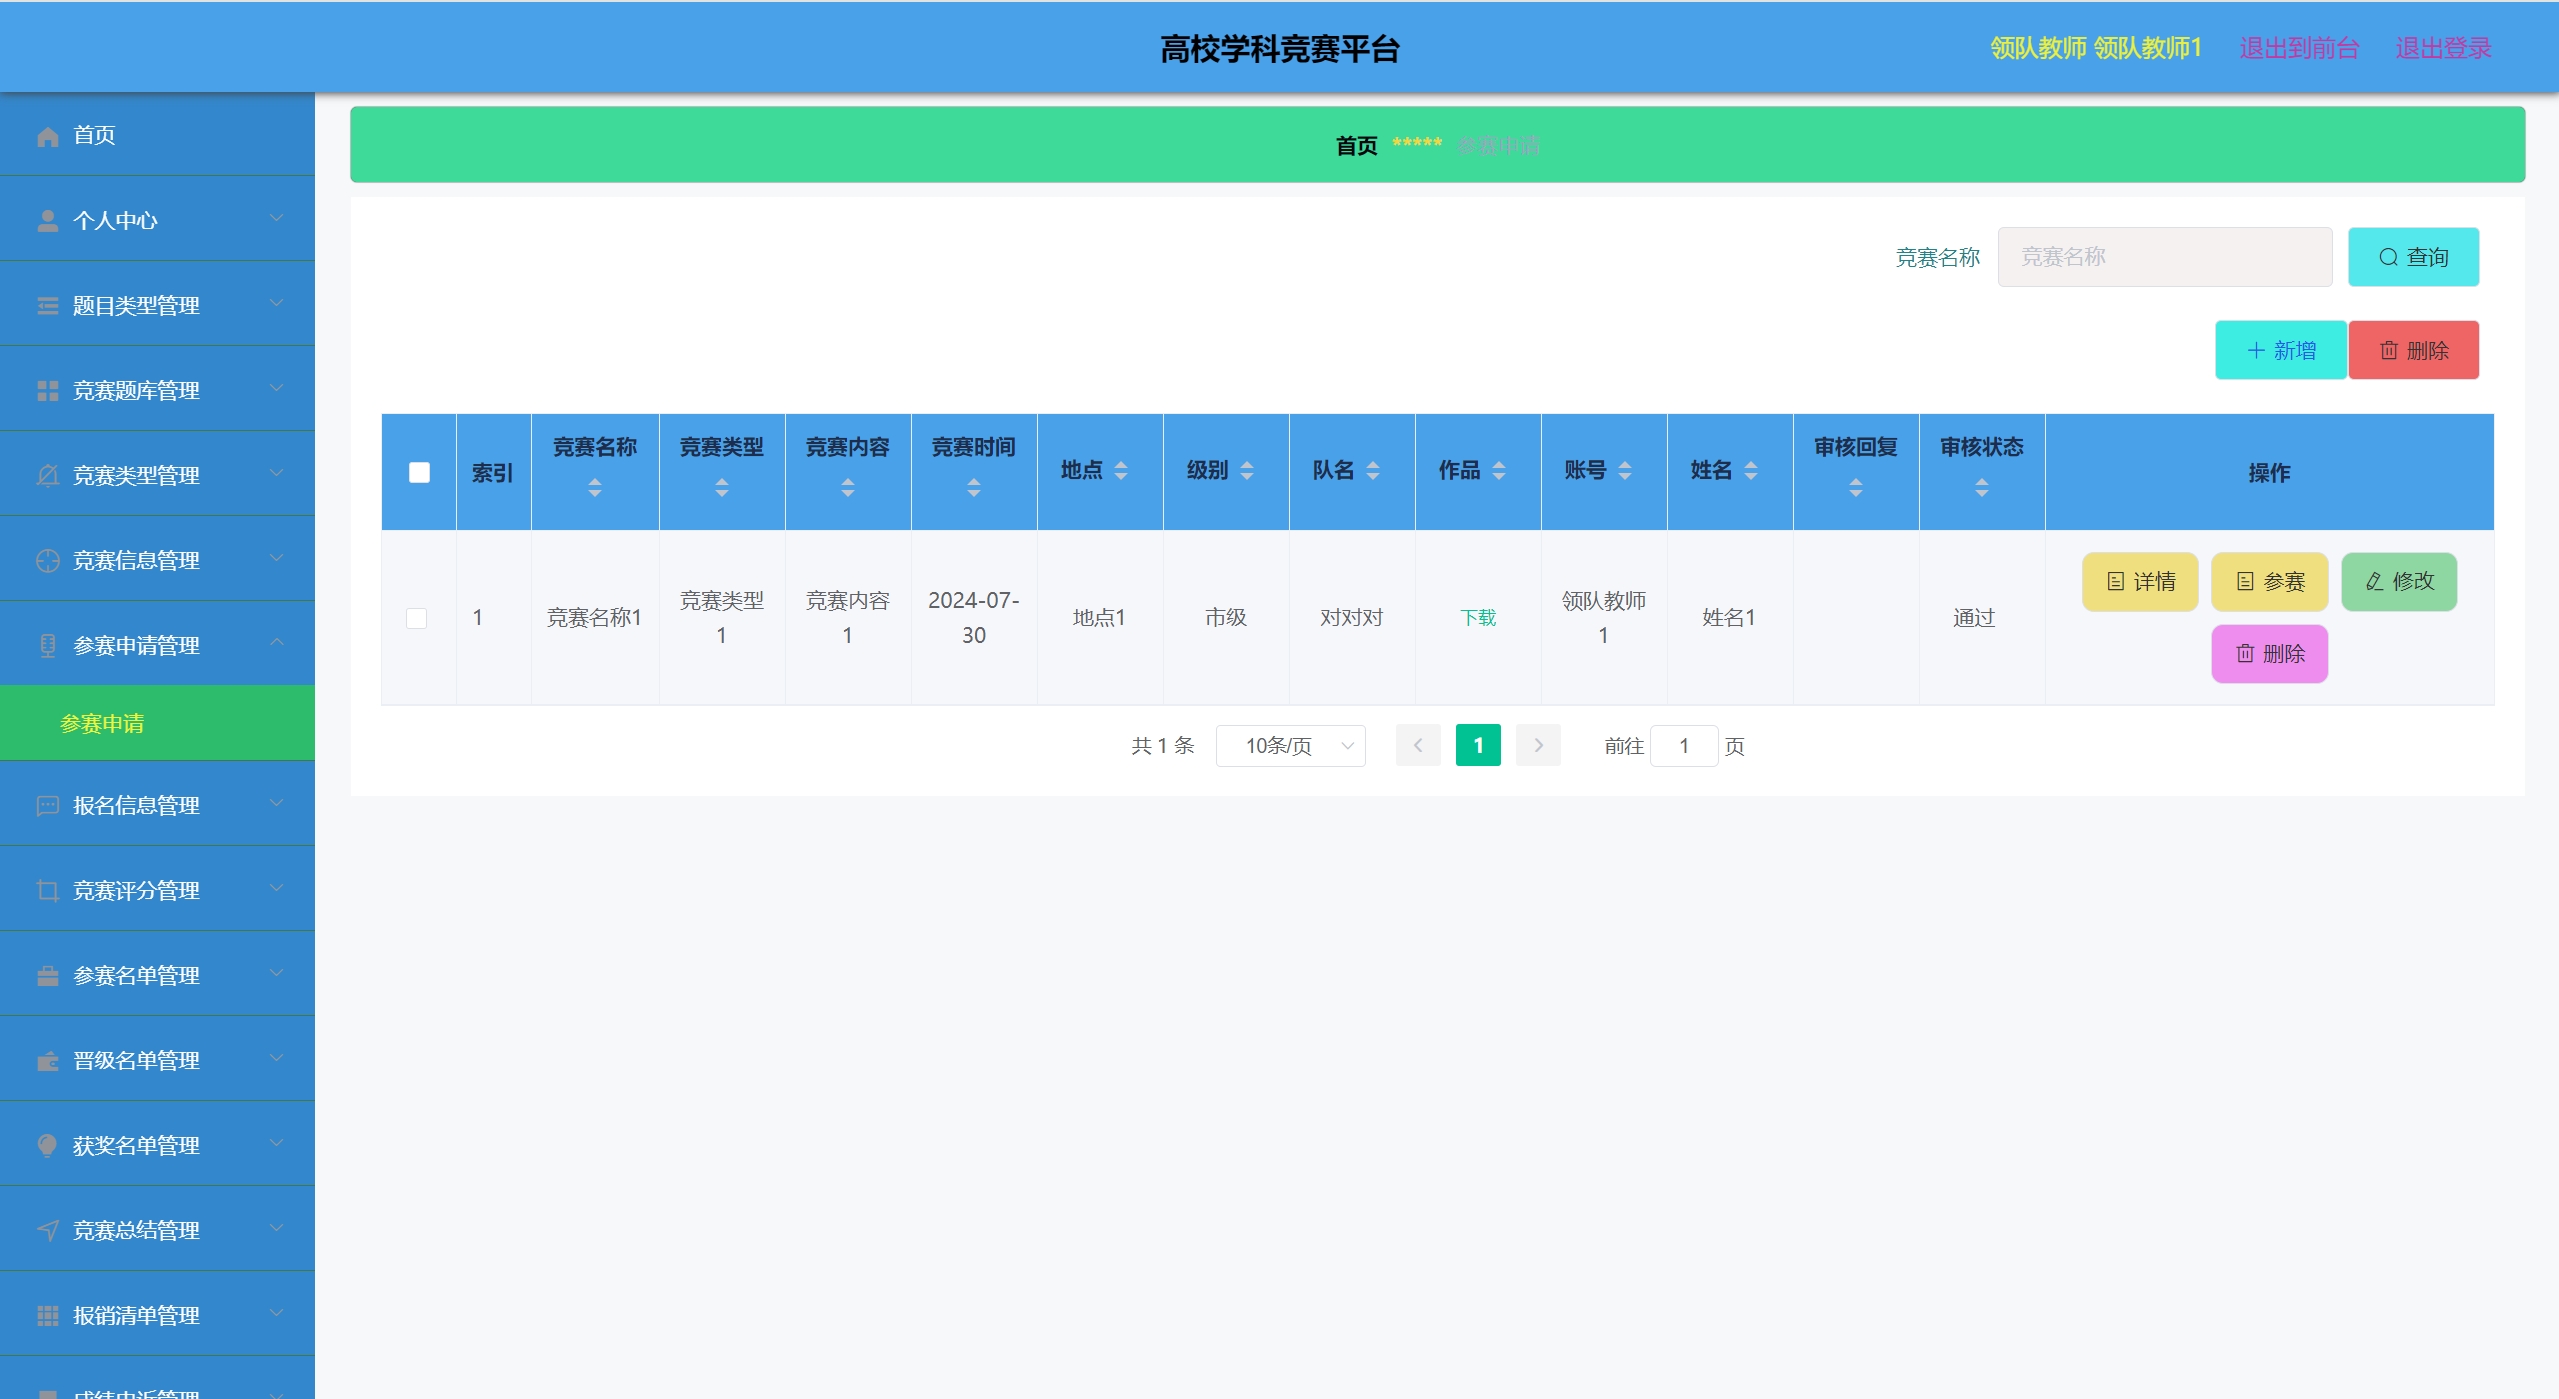 高校学科竞赛平台
领队教师 领队教师1 退出到前台 退出登录
首页
个人中心
题目类型管理
竞赛题库管理
竞赛类型管理
竞赛信息管理
参赛申请管理
参赛申请
报名信息管理
竞赛评分管理
参赛名单管理
晋级名单管理
获奖名单管理
竞赛总结管理
报销清单管理
成绩申诉管理
首页 ***** 参赛申请
竞赛名称 竞赛名称 查询
新增 删除
索引 竞赛名称 竞赛类型 竞赛内容 竞赛时间 地点 级别 队名 作品 账号 姓名 审核回复 审核状态 操作
1 竞赛名称1 竞赛类型1 竞赛内容1 2024-07-30 地点1 市级 对对对 下载 领队教师1 姓名1 通过 详情 参赛 修改
删除
共 1 条 10条/页 1 前往 1 页